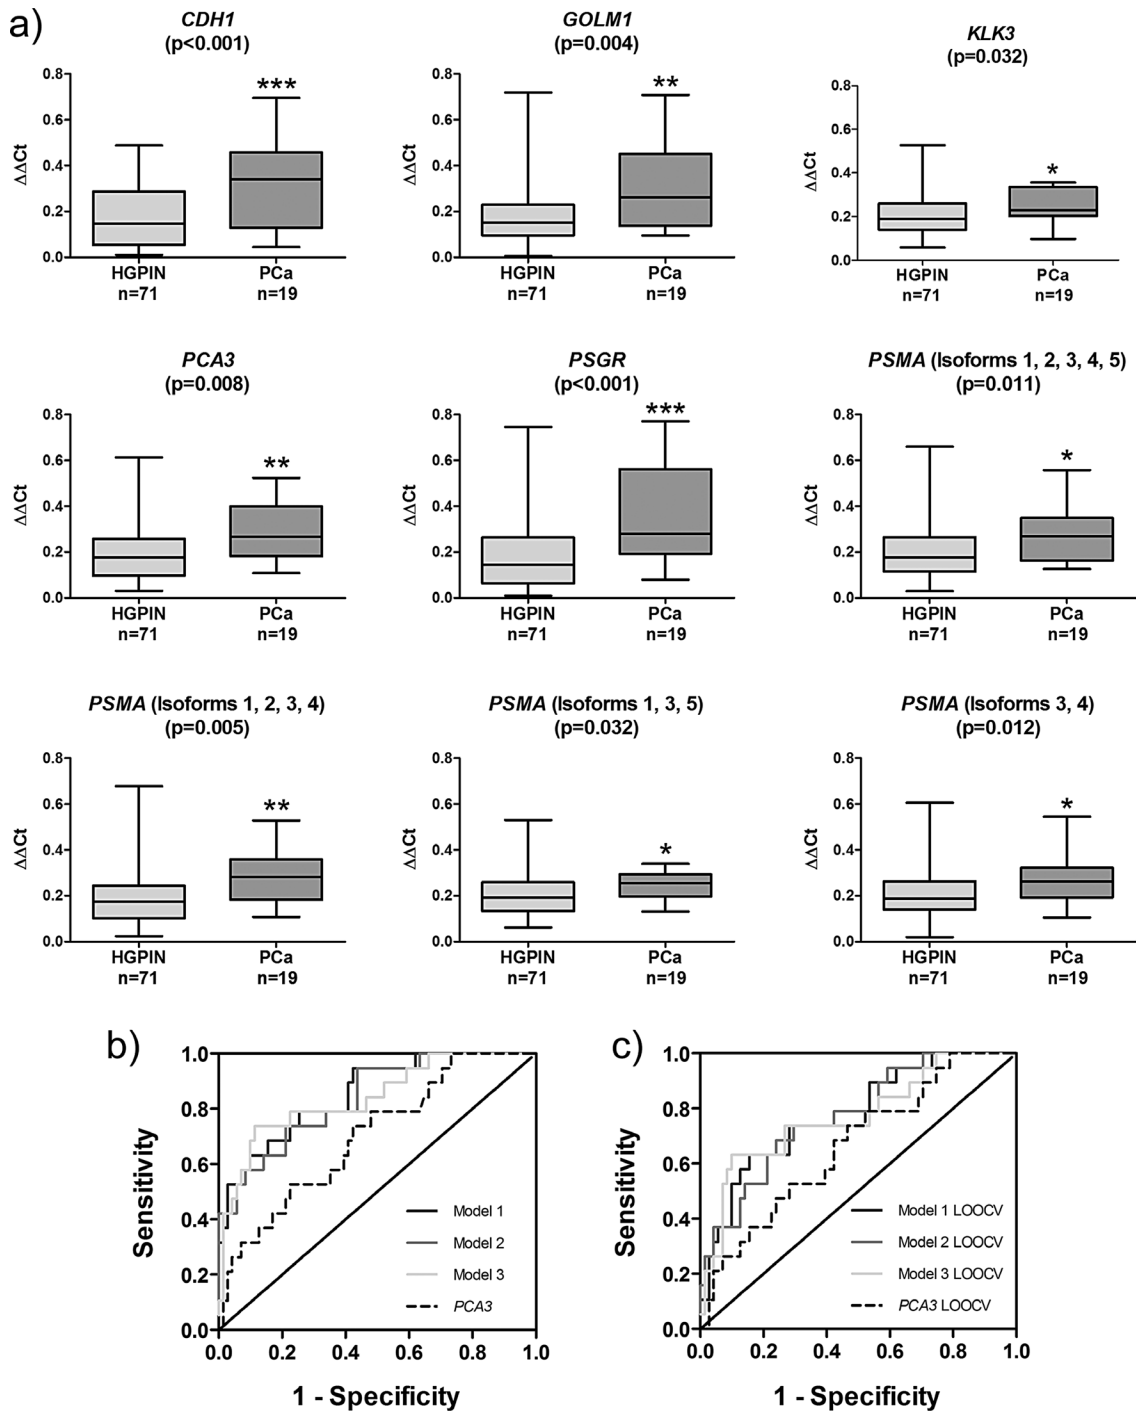 a)
CDH1
(p<0.001)
***
0.8
0.6
0.4
0.2
0.0
ΔΔCt
HGPIN
n=71
PCa
n=19
GOLM1
(p=0.004)
**
0.8
0.6
0.4
0.2
0.0
ΔΔCt
HGPIN
n=71
PCa
n=19
KLK3
(p=0.032)
*
0.8
0.6
0.4
0.2
0.0
ΔΔCt
HGPIN
n=71
PCa
n=19
PCA3
(p=0.008)
**
0.8
0.6
0.4
0.2
0.0
ΔΔCt
HGPIN
n=71
PCa
n=19
PSGR
(p<0.001)
***
0.8
0.6
0.4
0.2
0.0
ΔΔCt
HGPIN
n=71
PCa
n=19
PSMA (Isoforms 1, 2, 3, 4, 5)
(p=0.011)
*
0.8
0.6
0.4
0.2
0.0
ΔΔCt
HGPIN
n=71
PCa
n=19
PSMA (Isoforms 1, 2, 3, 4)
(p=0.005)
**
0.8
0.6
0.4
0.2
0.0
ΔΔCt
HGPIN
n=71
PCa
n=19
PSMA (Isoforms 1, 3, 5)
(p=0.032)
*
0.8
0.6
0.4
0.2
0.0
ΔΔCt
HGPIN
n=71
PCa
n=19
PSMA (Isoforms 3, 4)
(p=0.012)
*
0.8
0.6
0.4
0.2
0.0
ΔΔCt
HGPIN
n=71
PCa
n=19
b)
Sensitivity
1.0
0.8
0.6
0.4
0.2
0.0
Model 1
Model 2
Model 3
PCA3
0.0 0.2 0.4 0.6 0.8 1.0
1 - Specificity
c)
Sensitivity
1.0
0.8
0.6
0.4
0.2
0.0
Model 1 LOOCV
Model 2 LOOCV
Model 3 LOOCV
PCA3 LOOCV
0.0 0.2 0.4 0.6 0.8 1.0
1 - Specificity